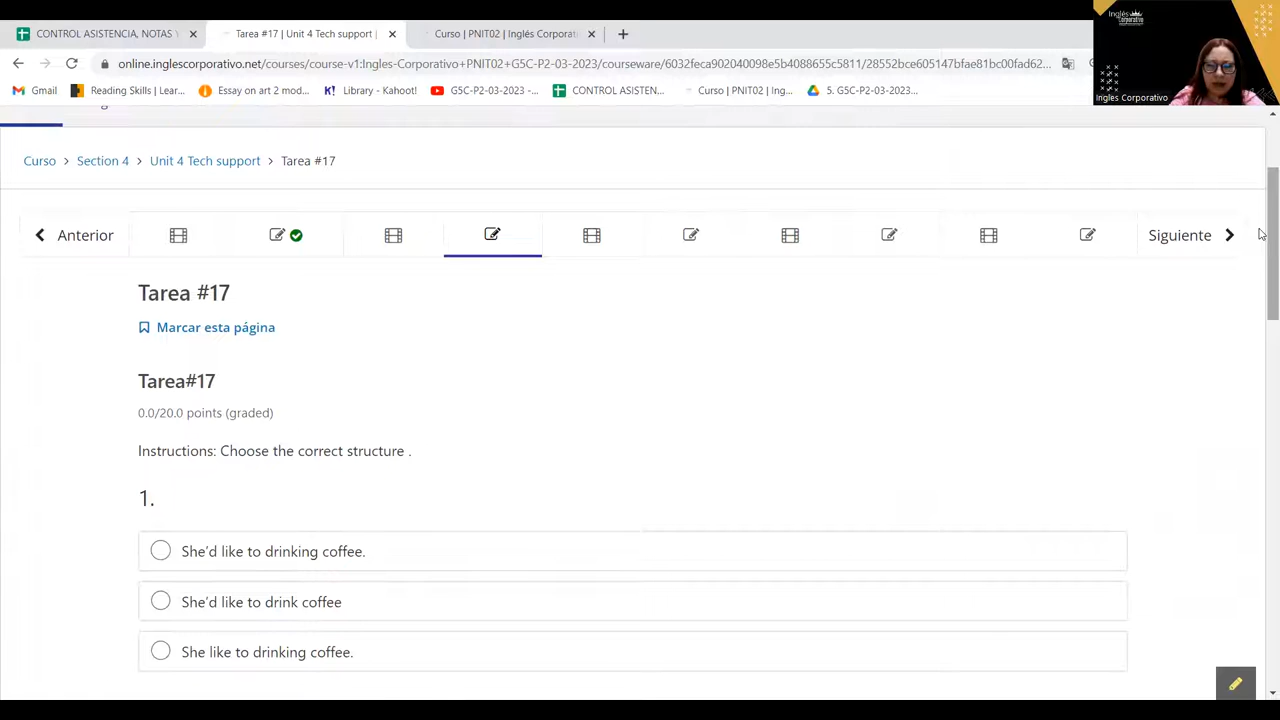 CONTROL ASISTENCIA, NOTAS Y
Tarea #17 | Unit 4 Tech support |
Curso | PNIT02 | Inglés Corporati
online.inglescorporativo.net/courses/course-v1:Ingles-Corporativo+PNIT02+G5C-P2-03-2023/courseware/6032feca902040098e5b4088655c5811/28552bce605147bfae81bc00fad62...
Gmail
Reading Skills | Lear...
Essay on art 2 mod...
Library - Kahoot!
G5C-P2-03-2023 -...
CONTROL ASISTEN...
Curso | PNIT02 | Ing...
5. G5C-P2-03-2023...
Inglés
Corporativo
Ingles Corporativo
Curso > Section 4 > Unit 4 Tech support > Tarea #17
Anterior
Siguiente
Tarea #17
Marcar esta página
Tarea#17
0.0/20.0 points (graded)
Instructions: Choose the correct structure .
1.
She'd like to drinking coffee.
She'd like to drink coffee
She like to drinking coffee.